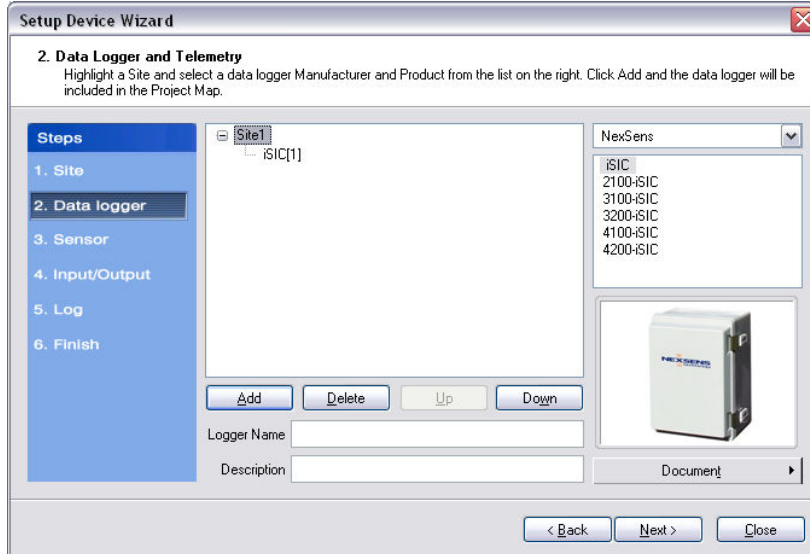 Setup Device Wizard
2. Data Logger and Telemetry
Highlight a Site and select a data logger Manufacturer and Product from the list on the right. Click Add and the data logger will be
included in the Project Map.
Steps
1. Site
2. Data logger
3. Sensor
4. Input/Output
5. Log
6. Finish
Site1
iSIC[1]
NexSens
iSIC
2100-iSIC
3100-iSIC
3200-iSIC
4100-iSIC
4200-iSIC
NEXSENS
Add
Delete
Up
Down
Logger Name
Description
Document
< Back
Next >
Close